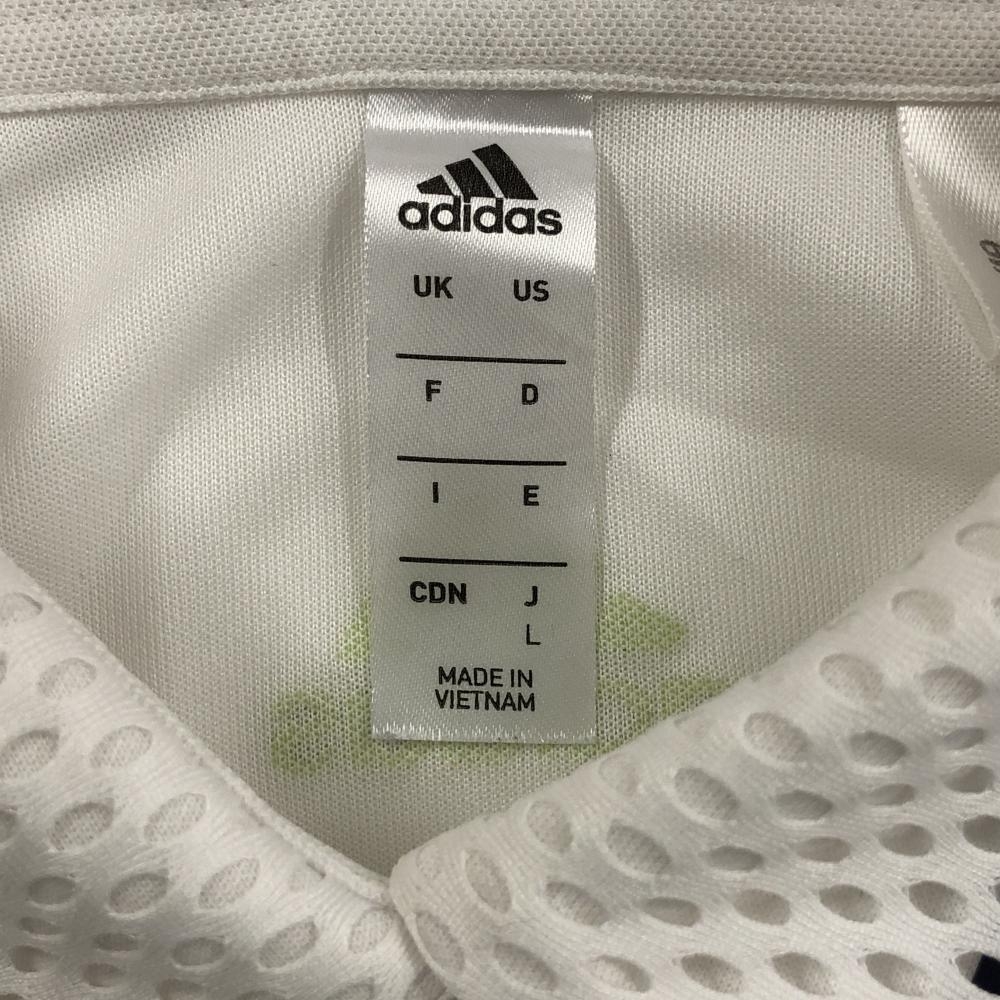 adidas
UK US
F D
I E
CDN J
L
MADE IN
VIETNAM